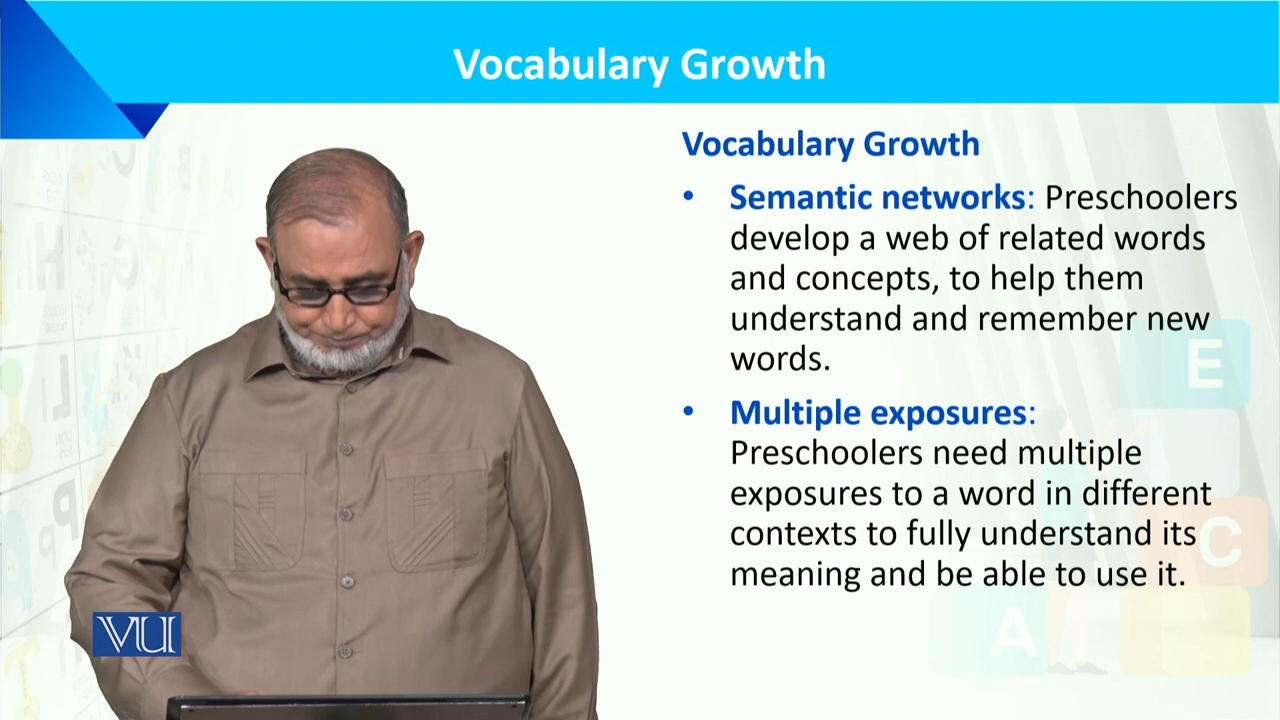 Vocabulary Growth
Vocabulary Growth
• Semantic networks: Preschoolers
develop a web of related words
and concepts, to help them
understand and remember new
words.
• Multiple exposures:
Preschoolers need multiple
exposures to a word in different
contexts to fully understand its
meaning and be able to use it.
E
C
A
VU